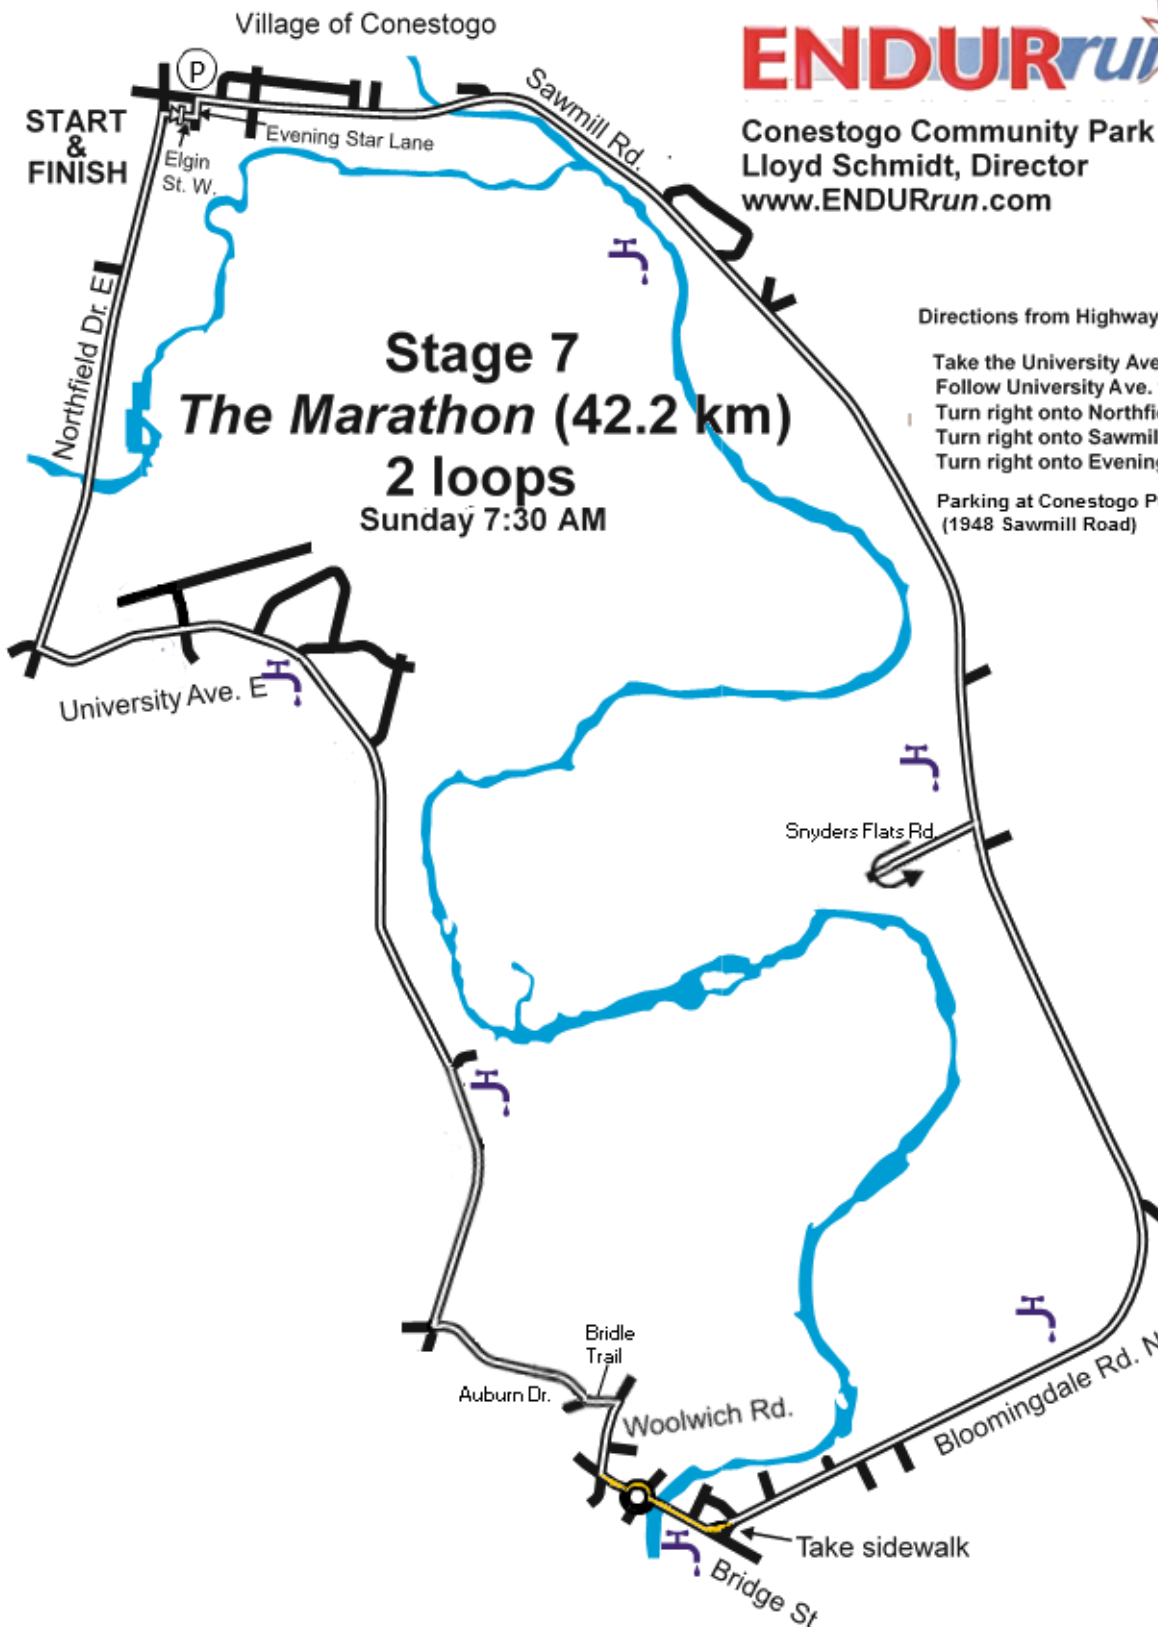 Village of Conestogo
ENDURrun
Conestogo Community Park
Lloyd Schmidt, Director
www.ENDURrun.com
P
START
&
FINISH
Evening Star Lane
Elgin
St. W.
Sawmill Rd.
Northfield Dr. E
Directions from Highway
Take the University Ave
Follow University Ave.
Turn right onto
Turn right onto
Turn right onto Evening
Parking at Conestogo
(1948 Sawmill Road)
Stage 7
The Marathon (42.2 km)
2 loops
Sunday 7:30 AM
University Ave. E
Snyders Flats Rd.
Bridle
Trail
Auburn Dr.
Woolwich Rd.
Bloomingdale Rd. N
Take sidewalk
Bridge St